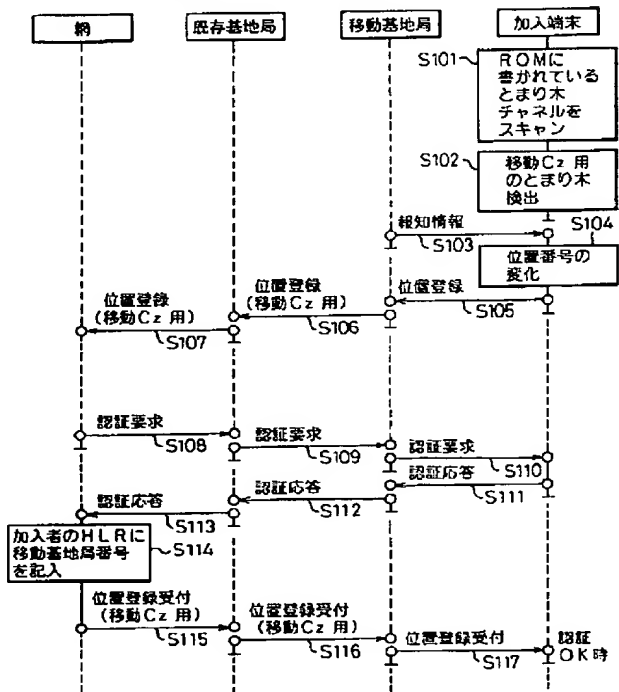 網
既存基地局
移動基地局
加入端末
S101
ROMに
書かれている
とまり木
チャネルを
スキャン
S102
移動Cz用
のとまり木
検出
報知情報
S103
S104
位置番号の
変化
位置登録
(移動Cz用)
S107
位置登録
(移動Cz用)
S106
位置登録
S105
認証要求
S108
認証要求
S109
認証要求
S110
認証応答
S111
認証応答
S112
認証応答
S113
加入者のHLRに
移動基地局番号
を記入
S114
位置登録受付
(移動Cz用)
S115
位置登録受付
(移動Cz用)
S116
位置登録受付
S117
認証
OK時